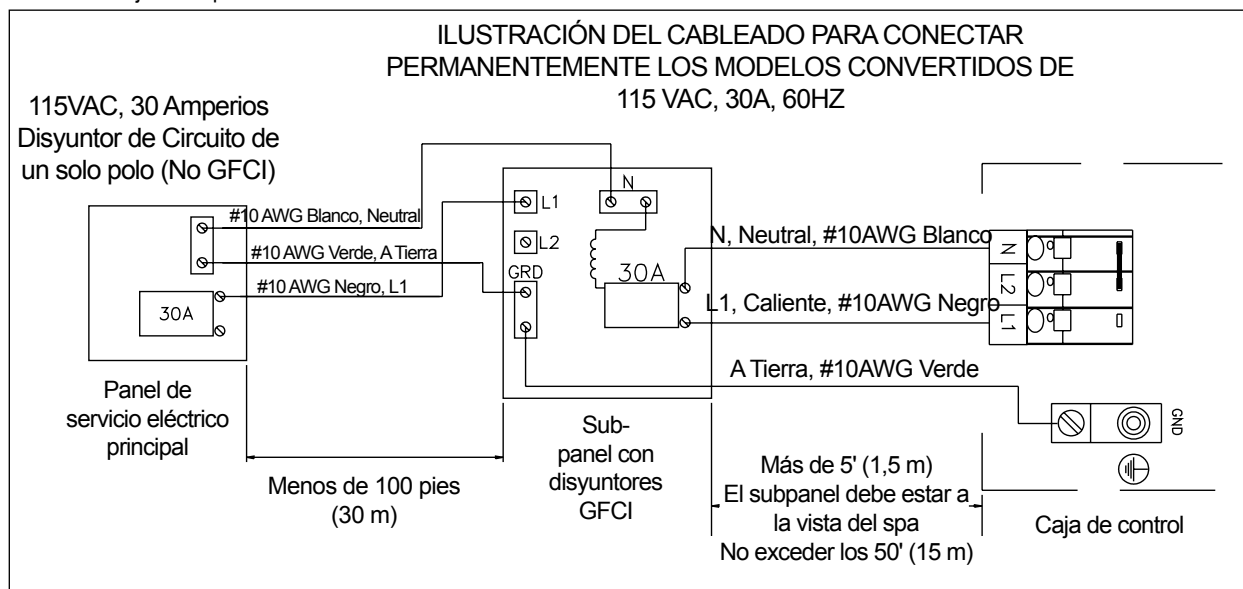 ILUSTRACIÓN DEL CABLEADO PARA CONECTAR
PERMANENTEMENTE LOS MODELOS CONVERTIDOS DE
115 VAC, 30A, 60HZ
115VAC, 30 Amperios
Disyuntor de Circuito de
un solo polo (No GFCI)
#10 AWG Blanco, Neutral
#10 AWG Verde, A Tierra
#10 AWG Negro, L1
30A
Panel de
servicio eléctrico
principal
Menos de 100 pies
(30 m)
L1
N
L2
GRD
30A
Sub-
panel con
disyuntores
GFCI
N, Neutral, #10AWG Blanco
L1, Caliente, #10AWG Negro
A Tierra, #10AWG Verde
Más de 5' (1,5 m)
El subpanel debe estar a
la vista del spa
No exceder los 50' (15 m)
N
L2
L1
GND
Caja de control